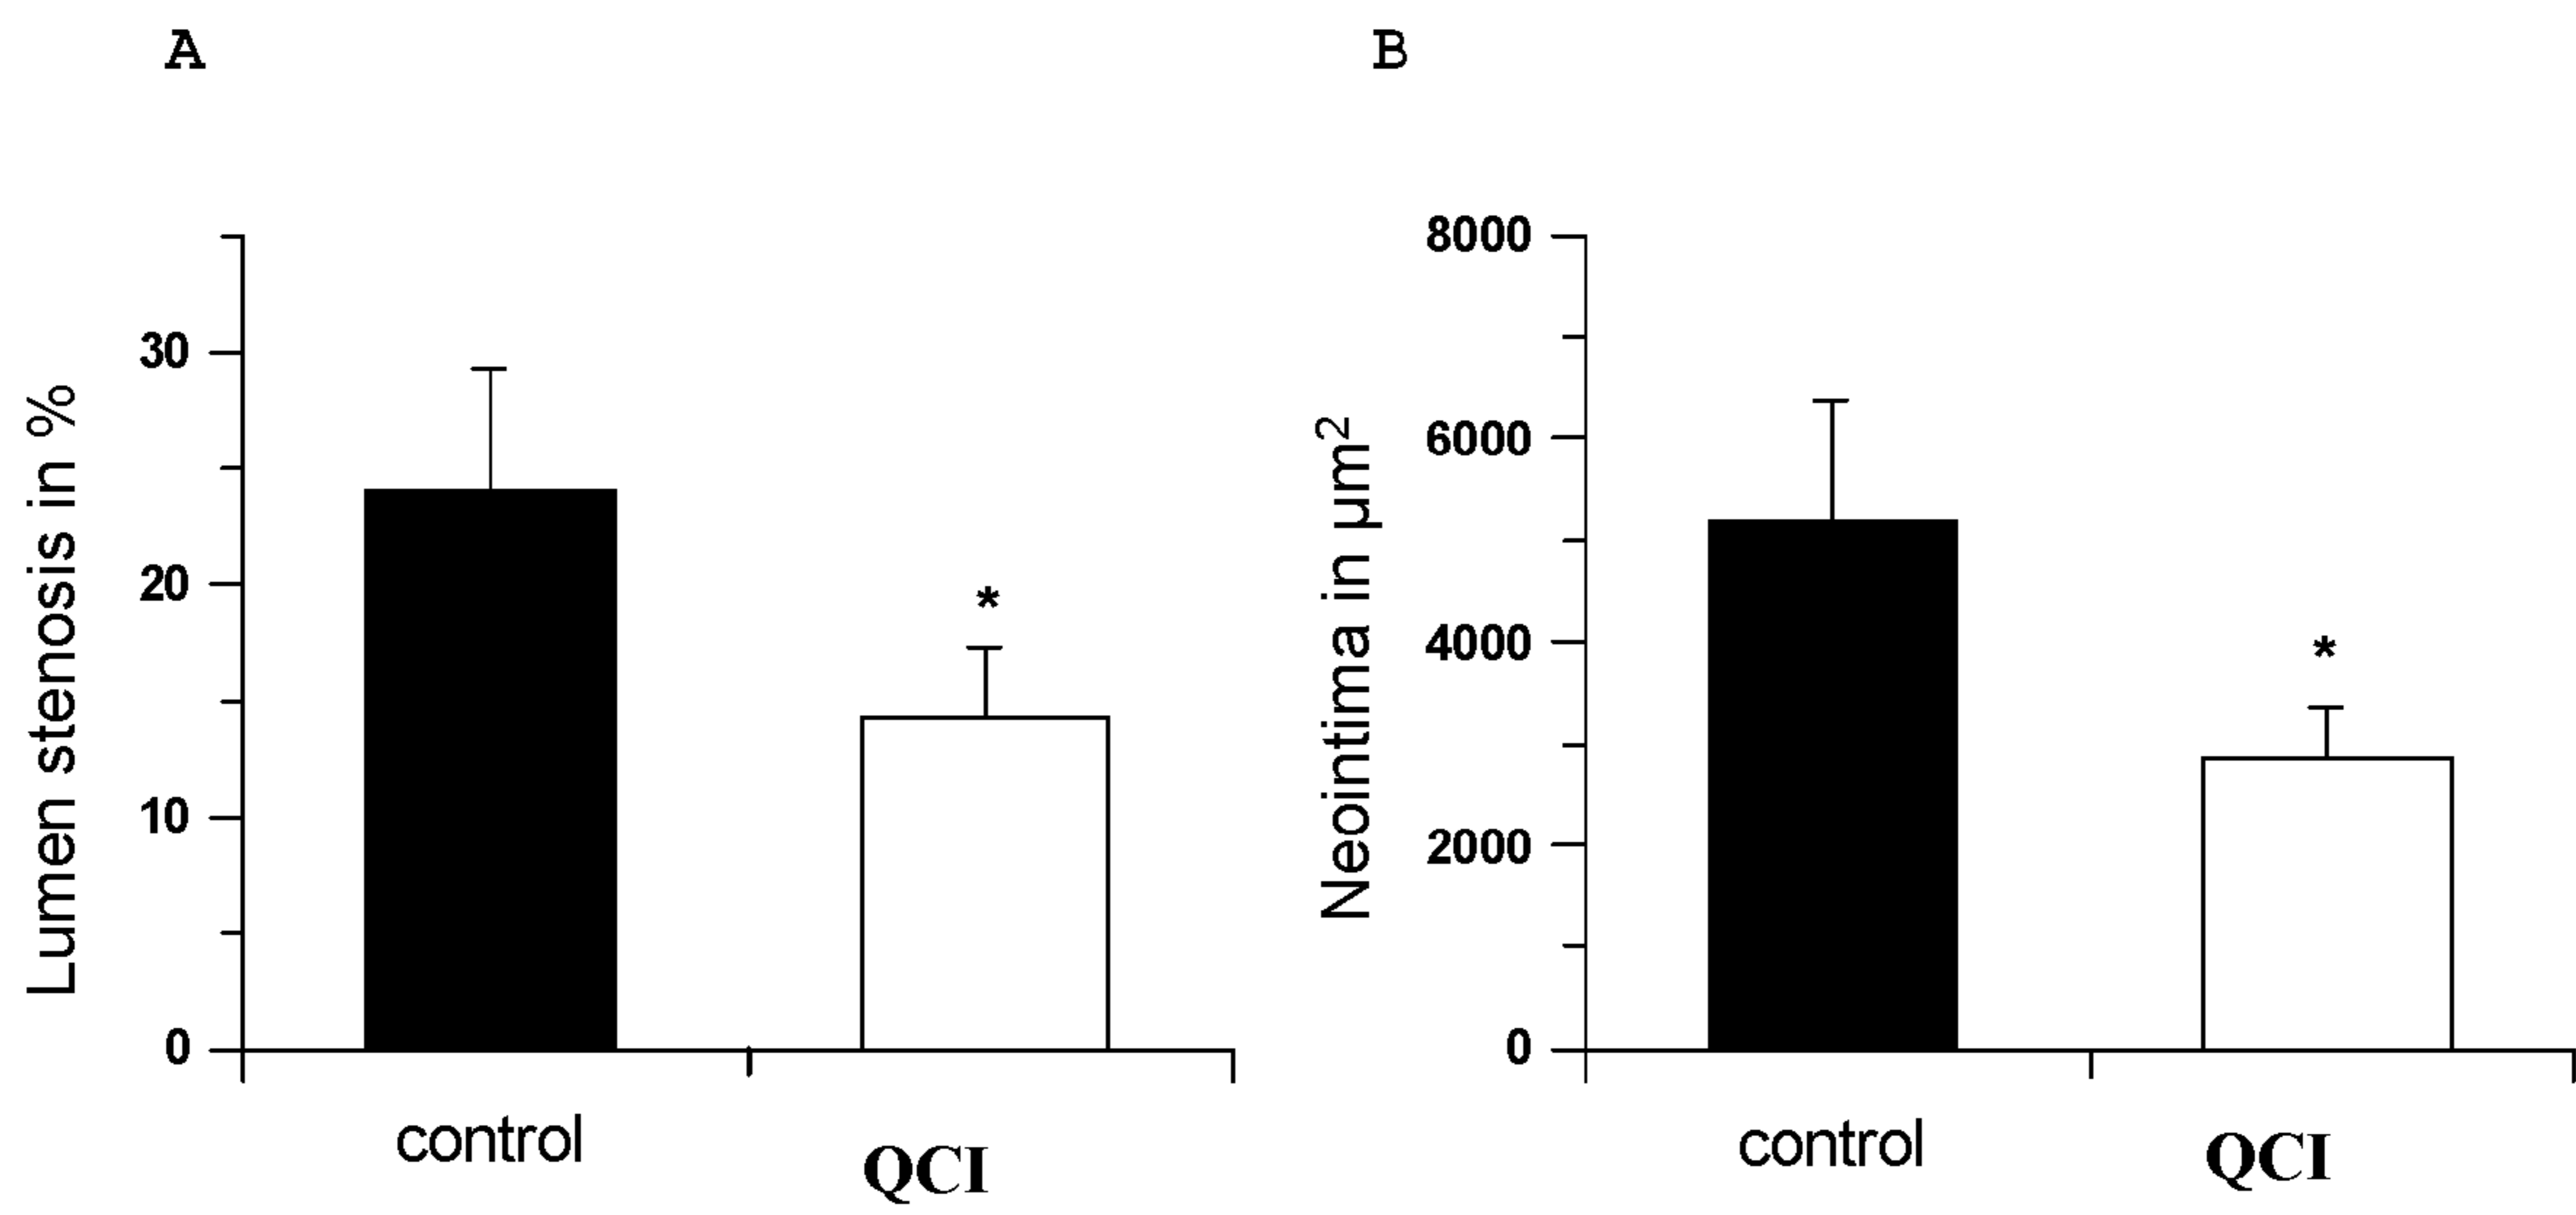 A
B
Lumen stenosis in %
30
20
10
0
*
control
QCI
Neointima in µm²
8000
6000
4000
2000
0
*
control
QCI